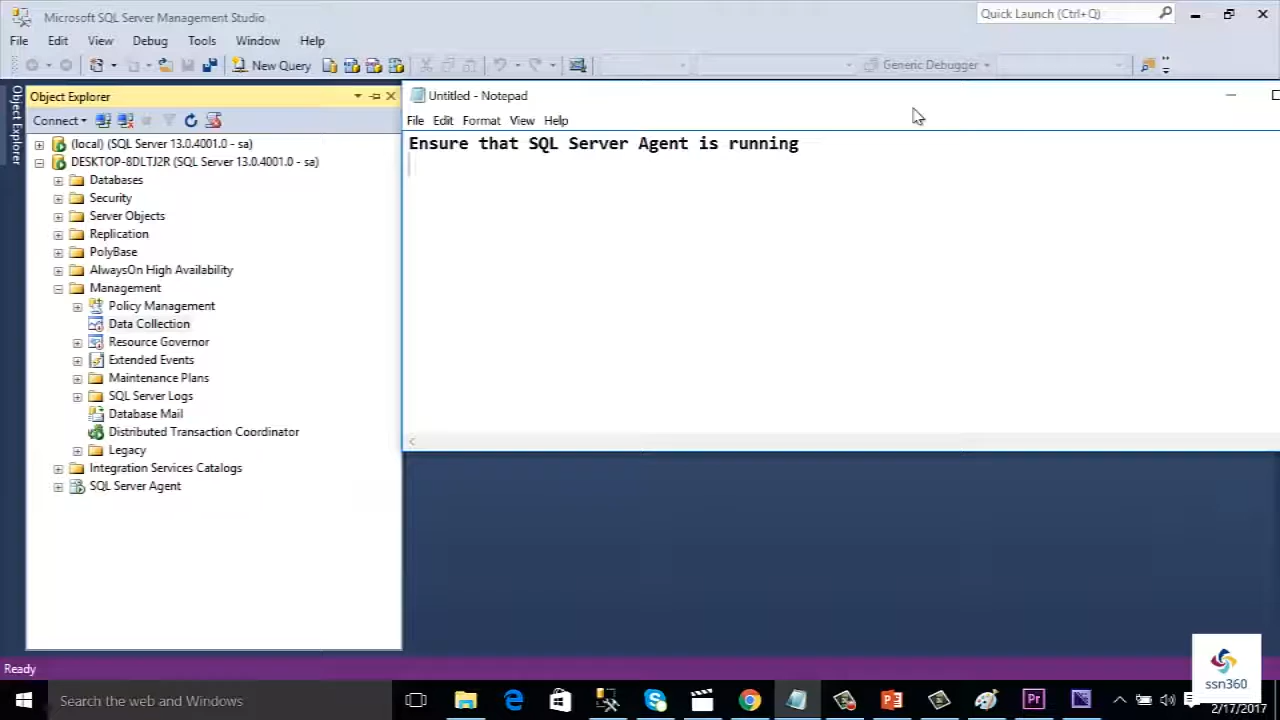 Microsoft SQL Server Management Studio
Quick Launch (Ctrl+Q)
File Edit View Debug Tools Window Help
New Query
Generic Debugger
Object Explorer
Object Explorer
Connect
(local) (SQL Server 13.0.4001.0 - sa)
DESKTOP-8DLTJ2R (SQL Server 13.0.4001.0 - sa)
Databases
Security
Server Objects
Replication
PolyBase
AlwaysOn High Availability
Management
Policy Management
Data Collection
Resource Governor
Extended Events
Maintenance Plans
SQL Server Logs
Database Mail
Distributed Transaction Coordinator
Legacy
Integration Services Catalogs
SQL Server Agent
Untitled - Notepad
File Edit Format View Help
Ensure that SQL Server Agent is running
Ready
Search the web and Windows
Pr
ssn360
2/17/2017